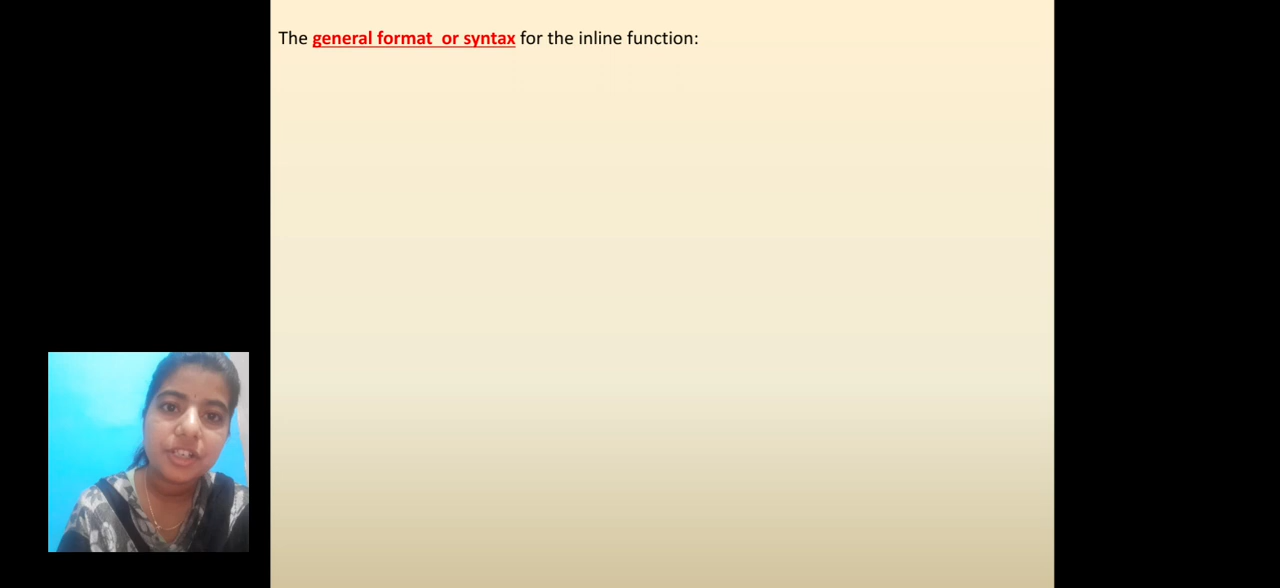 The general format or syntax for the inline function: